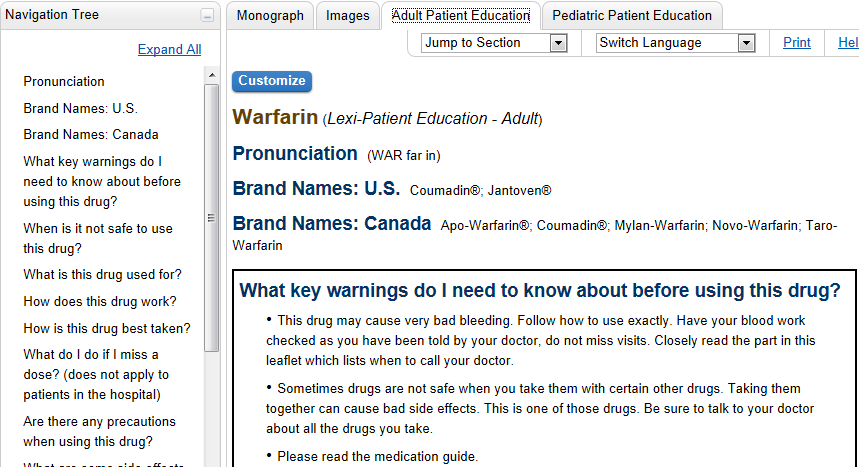 Navigation Tree
Expand All
Pronunciation
Brand Names: U.S.
Brand Names: Canada
What key warnings do I
need to know about before
using this drug?
When is it not safe to use
this drug?
What is this drug used for?
How does this drug work?
How is this drug best taken?
What do I do if I miss a
dose? (does not apply to
patients in the hospital)
Are there any precautions
when using this drug?
What are some side effects
Monograph Images Adult Patient Education Pediatric Patient Education
Jump to Section Switch Language Print Hel
Customize
Warfarin (Lexi-Patient Education - Adult)
Pronunciation (WAR far in)
Brand Names: U.S. Coumadin®; Jantoven®
Brand Names: Canada Apo-Warfarin®; Coumadin®; Mylan-Warfarin; Novo-Warfarin; Taro-
Warfarin
What key warnings do I need to know about before using this drug?
• This drug may cause very bad bleeding. Follow how to use exactly. Have your blood work
checked as you have been told by your doctor, do not miss visits. Closely read the part in this
leaflet which lists when to call your doctor.
• Sometimes drugs are not safe when you take them with certain other drugs. Taking them
together can cause bad side effects. This is one of those drugs. Be sure to talk to your doctor
about all the drugs you take.
• Please read the medication guide.